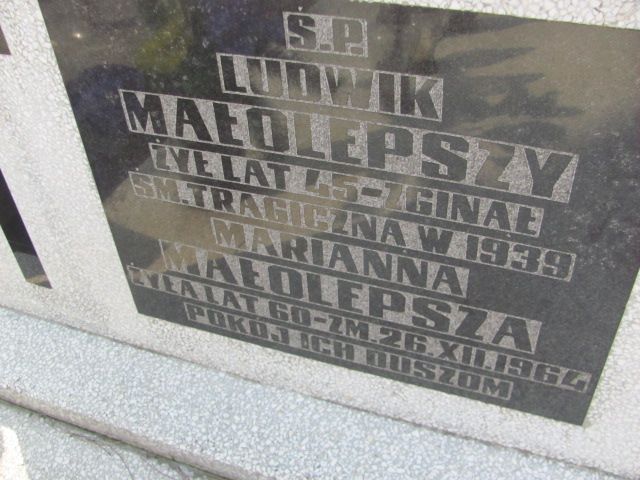 Ś.P.
LUDWIK
MAŁOLEPSZY
ŻYŁ LAT 45-ZGINĄŁ
ŚM. TRAGICZNĄ W 1939
MARIANNA
MAŁOLEPSZA
ŻYŁA LAT 60-ZM. 26.XII.1964
POKÓJ ICH DUSZOM